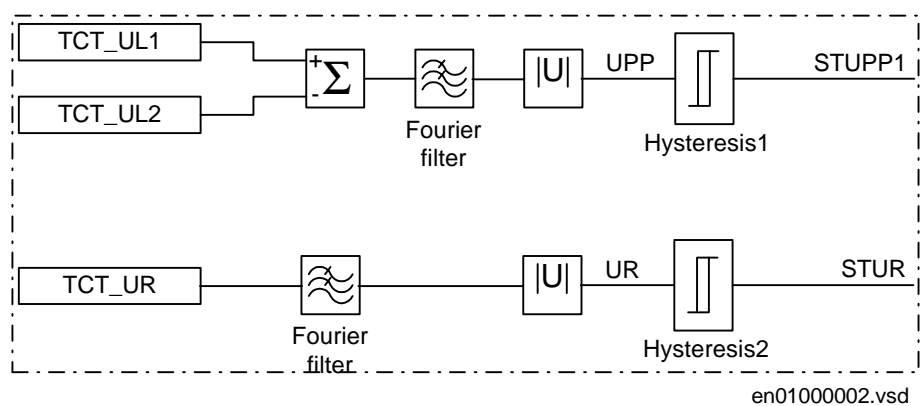 TCT_UL1
TCT_UL2
+
-
Σ
Fourier
filter
|U|
UPP
Hysteresis1
STUPP1
TCT_UR
Fourier
filter
|U|
UR
Hysteresis2
STUR
en01000002.vsd